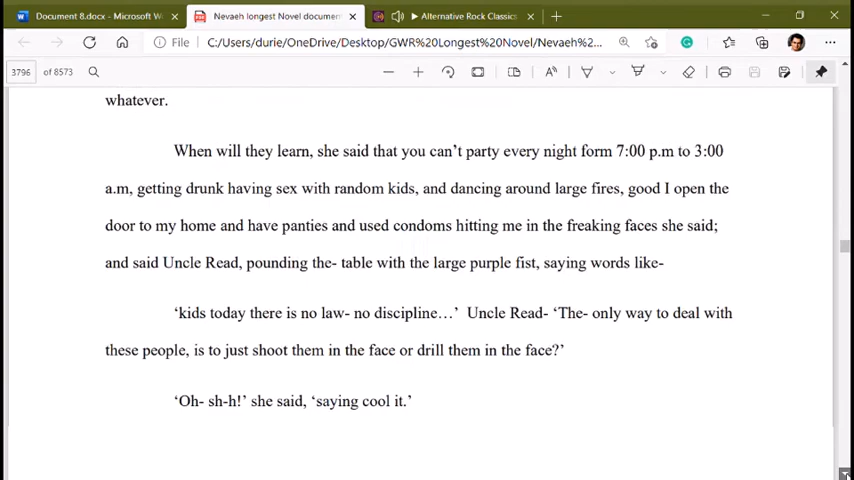 Document 8.docx - Microsoft W
Nevaeh longest Novel documen
Alternative Rock Classics
File
C:/Users/durie/OneDrive/Desktop/GWR%20Longest%20Novel/Nevaeh%...
3796 of 8573
whatever.
When will they learn, she said that you can’t party every night form 7:00 p.m to 3:00
a.m, getting drunk having sex with random kids, and dancing around large fires, good I open the
door to my home and have panties and used condoms hitting me in the freaking faces she said;
and said Uncle Read, pounding the- table with the large purple fist, saying words like-
‘kids today there is no law- no discipline…’ Uncle Read- ‘The- only way to deal with
these people, is to just shoot them in the face or drill them in the face?’
‘Oh- sh-h!’ she said, ‘saying cool it.’